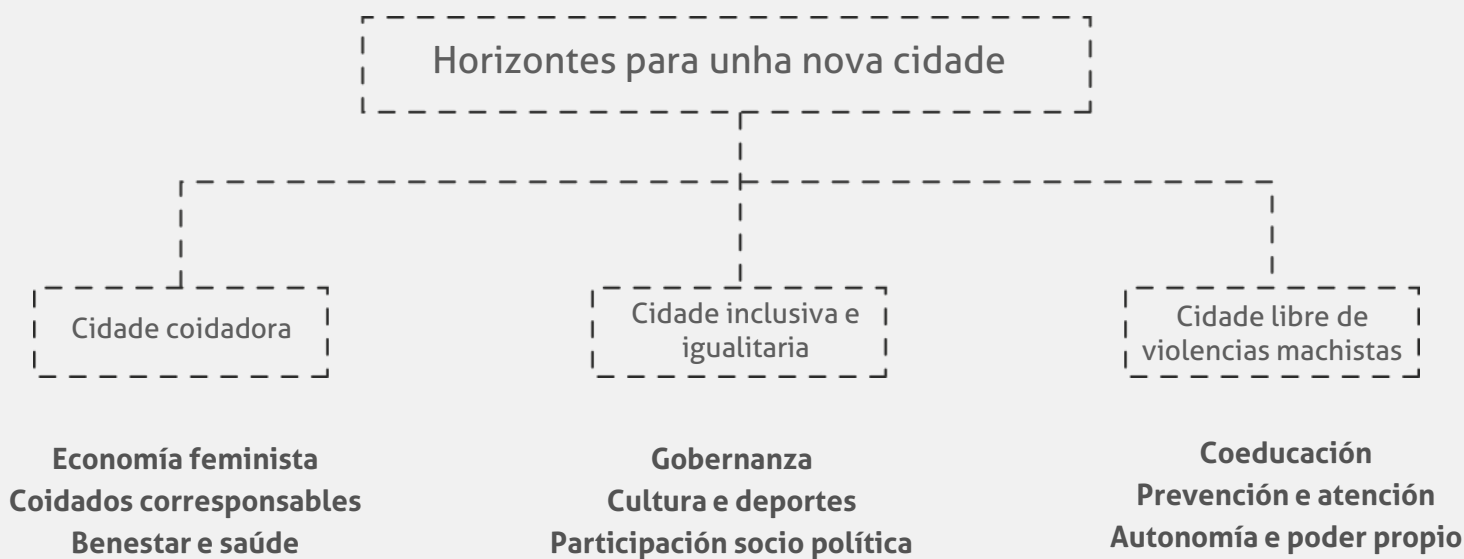 Horizontes para unha nova cidade
Cidade coidadora
Cidade inclusiva e
igualitaria
Cidade libre de
violencias machistas
Economía feminista
Coidados corresponsables
Benestar e saúde
Gobernanza
Cultura e deportes
Participación socio política
Coeducación
Prevención e atención
Autonomía e poder propio